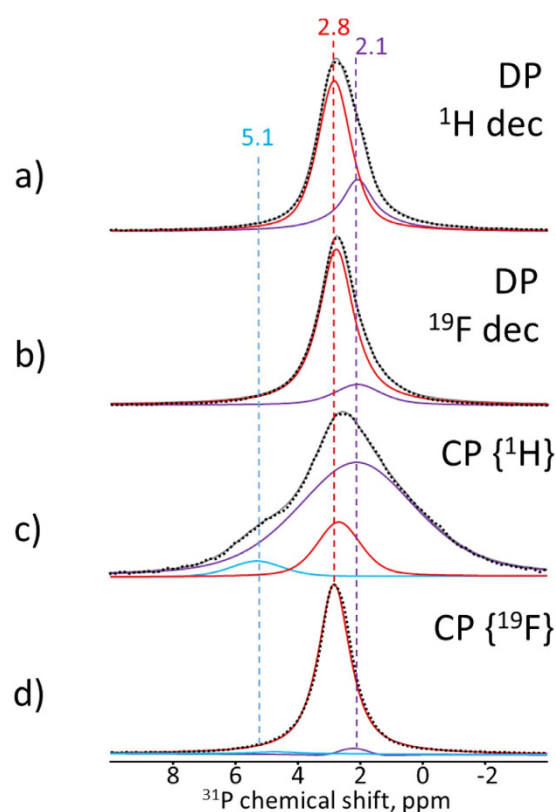 2.8
2.1
5.1
DP
¹H dec
a)
DP
¹⁹F dec
b)
CP {¹H}
c)
CP {¹⁹F}
d)
8 6 4 2 0 -2
³¹P chemical shift, ppm